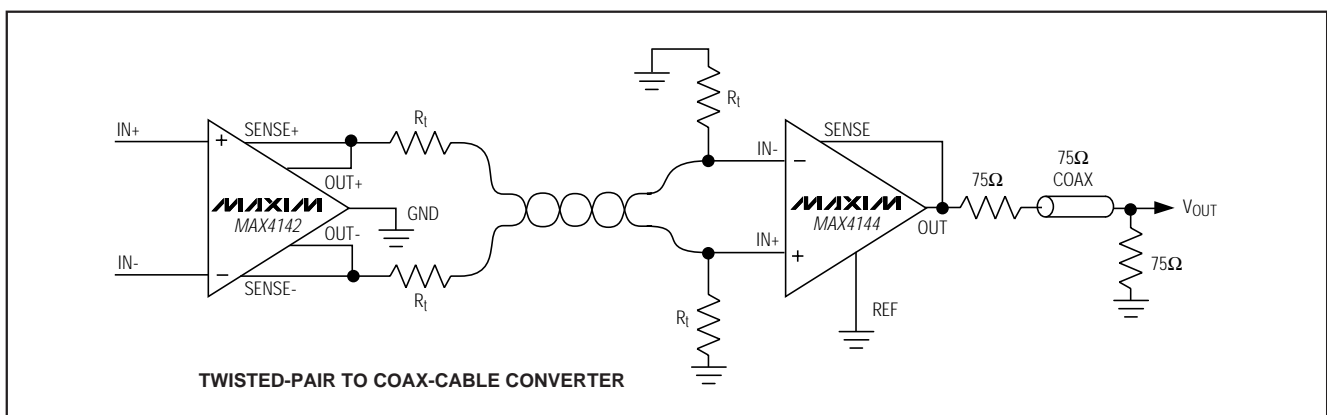 IN+
SENSE+
OUT+
MAXIM
MAX4142
GND
OUT-
IN-
SENSE-
Rt
Rt
Rt
Rt
IN-
IN+
SENSE
MAXIM
MAX4144
OUT
REF
75Ω
75Ω
COAX
VOUT
75Ω
TWISTED-PAIR TO COAX-CABLE CONVERTER